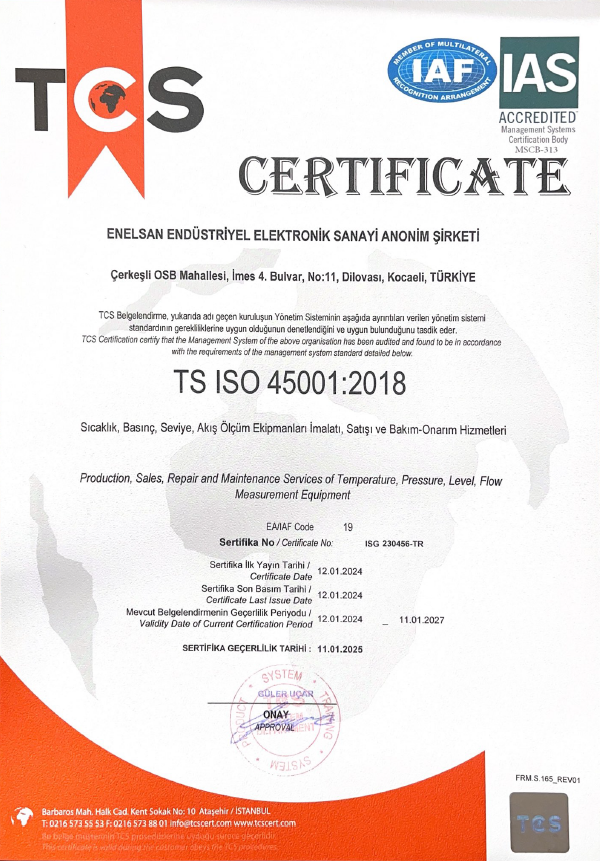 TCS
MEMBER OF MULTILATERAL
IAF
RECOGNITION ARRANGEMENT
IAS
ACCREDITED
Management Systems
Certification Body
MSCB-313
CERTIFICATE
ENELSAN ENDÜSTRİYEL ELEKTRONİK SANAYİ ANONİM ŞİRKETİ
Çerkeşli OSB Mahallesi, İmes 4. Bulvar, No:11, Dilovası, Kocaeli, TÜRKİYE
TCS Belgelendirme, yukarıda adı geçen kuruluşun Yönetim Sisteminin aşağıda ayrıntıları verilen yönetim sistemi
standardının gerekliliklerine uygun olduğunun denetlendiğini ve uygun bulunduğunu tasdik eder.
TCS Certification certify that the Management System of the above organisation has been audited and found to be in accordance
with the requirements of the management system standard detailed below.
TS ISO 45001:2018
Sıcaklık, Basınç, Seviye, Akış Ölçüm Ekipmanları İmalatı, Satışı ve Bakım-Onarım Hizmetleri
Production, Sales, Repair and Maintenance Services of Temperature, Pressure, Level, Flow
Measurement Equipment
EA/IAF Code 19
Sertifika No / Certificate No: ISG 230456-TR
Sertifika İlk Yayın Tarihi /
Certificate Date 12.01.2024
Sertifika Son Basım Tarihi /
Certificate Last Issue Date 12.01.2024
Mevcut Belgelendirmenin Geçerlilik Periyodu /
Validity Date of Current Certification Period 12.01.2024 _ 11.01.2027
SERTİFİKA GEÇERLİLİK TARİHİ : 11.01.2025
PRODUCT · SYSTEM · TRAINING · SYSTEM
GÜLER UÇAR
ONAY
APPROVAL
FRM.S.165_REV01
TCS
Barbaros Mah. Halk Cad. Kent Sokak No: 10 Ataşehir / İSTANBUL
T: 0216 573 55 53 F: 0216 573 88 01 info@tcscert.com www.tcscert.com
Bu belge müşterinin TCS prosedürlerine uyduğu sürece geçerlidir.
This certificate is valid during the customer obeys the TCS procedures.